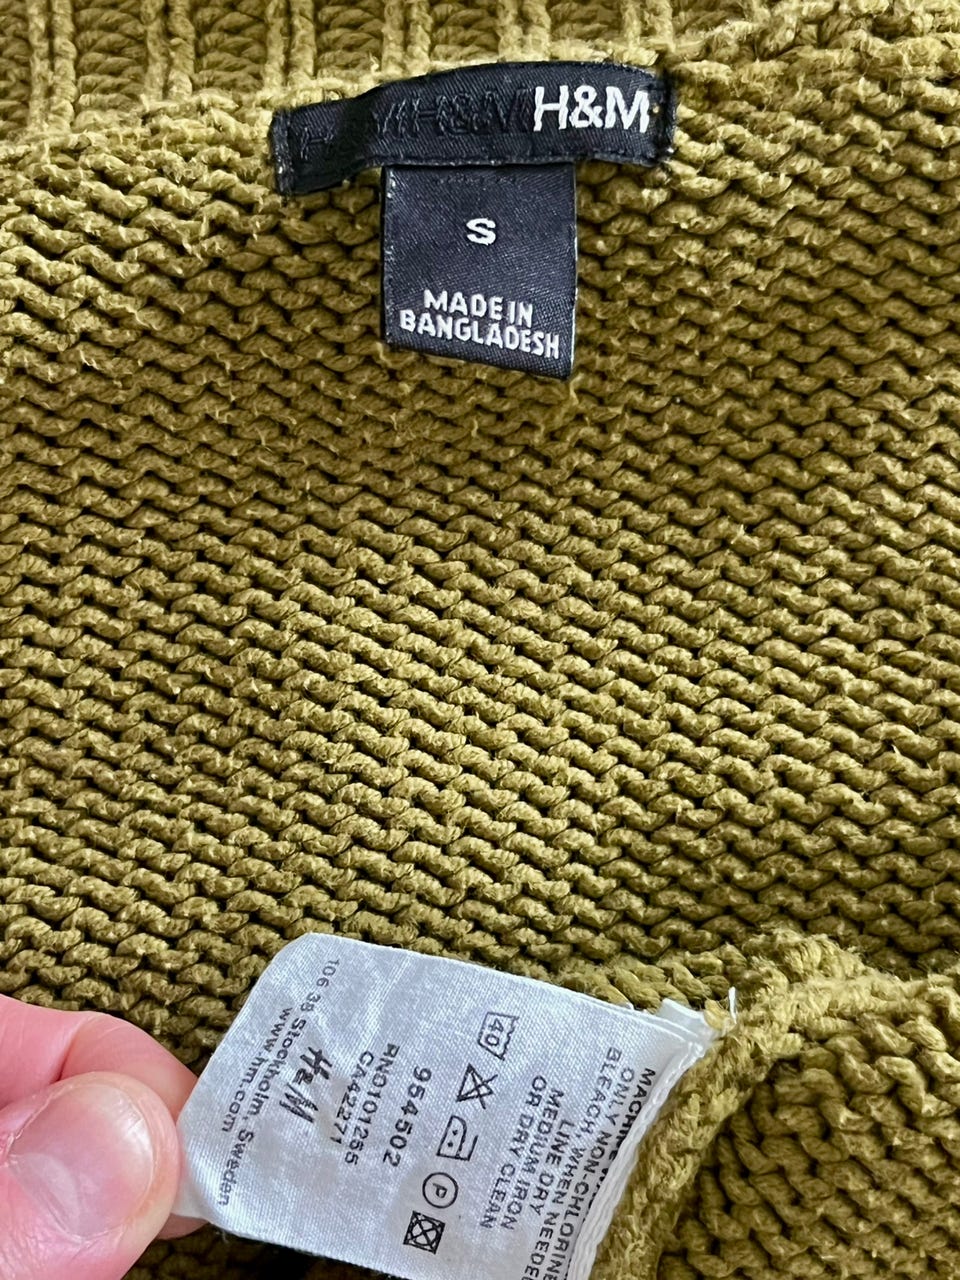 H&M
S
MADE IN
BANGLADESH
MACHINE
ONLY NON-CHLORINE
BLEACH, WHEN NEEDED
LINE DRY
MEDIUM IRON
OR DRY CLEAN
40
P
954502
RN0101255
CA42271
H&M
106 38 Stockholm, Sweden
www.hm.com